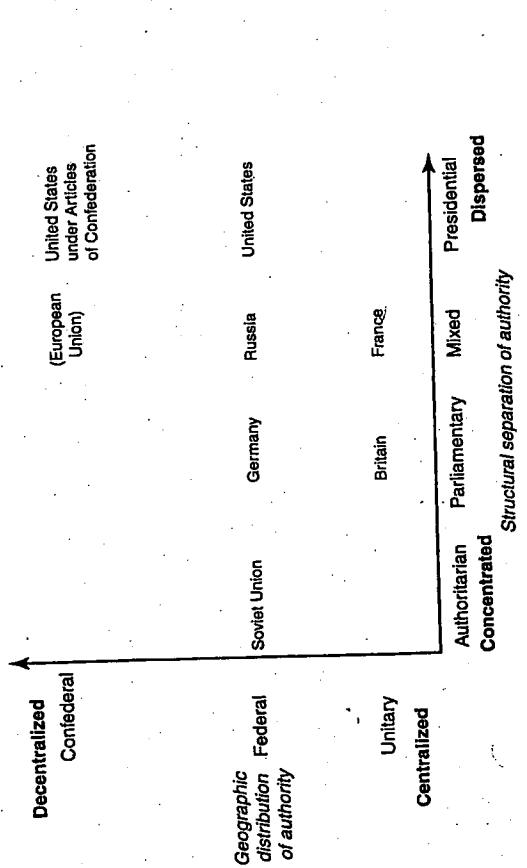 Decentralized
Confederal
(European
Union)
United States
under Articles
of Confederation
Geographic
distribution
of authority
Federal
Soviet Union
Germany
Russia
United States
Unitary
Centralized
Britain
France
Authoritarian
Parliamentary
Mixed
Presidential
Concentrated
Dispersed
Structural separation of authority